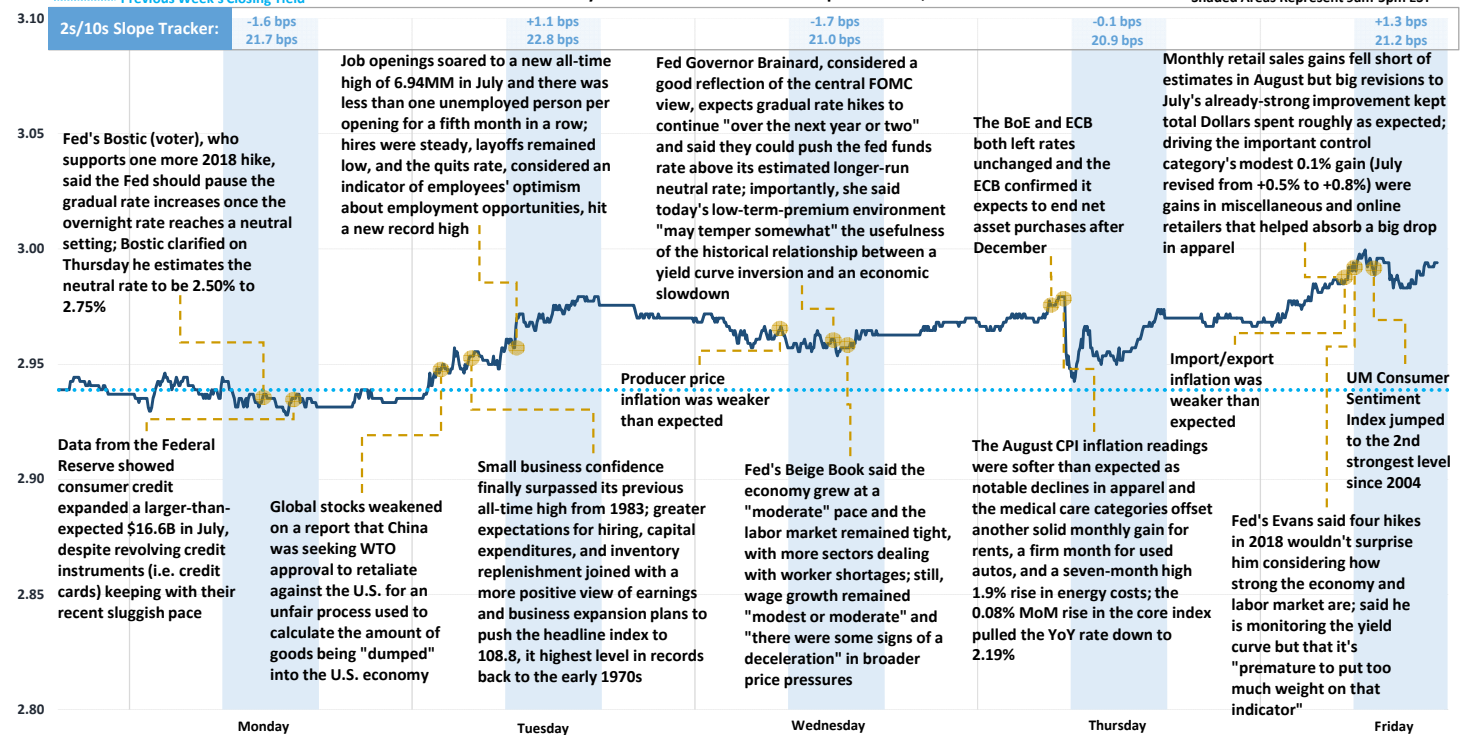 Previous Week's Closing Yield
3.10
2s/10s Slope Tracker:
-1.6 bps
21.7 bps
+1.1 bps
22.8 bps
-1.7 bps
21.0 bps
-0.1 bps
20.9 bps
+1.3 bps
21.2 bps
3.05
3.00
2.95
2.90
2.85
2.80
Fed's Bostic (voter), who
supports one more 2018 hike,
said the Fed should pause the
gradual rate increases once the
overnight rate reaches a neutral
setting; Bostic clarified on
Thursday he estimates the
neutral rate to be 2.50% to
2.75%
Job openings soared to a new all-time
high of 6.94MM in July and there was
less than one unemployed person per
opening for a fifth month in a row;
hires were steady, layoffs remained
low, and the quits rate, considered an
indicator of employees' optimism
about employment opportunities, hit
a new record high
Fed Governor Brainard, considered a
good reflection of the central FOMC
view, expects gradual rate hikes to
continue "over the next year or two"
and said they could push the fed funds
rate above its estimated longer-run
neutral rate; importantly, she said
today's low-term-premium environment
"may temper somewhat" the usefulness
of the historical relationship between a
yield curve inversion and an economic
slowdown
The BoE and ECB
both left rates
unchanged and the
ECB confirmed it
expects to end net
asset purchases after
December
Monthly retail sales gains fell short of
estimates in August but big revisions to
July's already-strong improvement kept
total Dollars spent roughly as expected;
driving the important control
category's modest 0.1% gain (July
revised from +0.5% to +0.8%) were
gains in miscellaneous and online
retailers that helped absorb a big drop
in apparel
Data from the Federal
Reserve showed
consumer credit
expanded a larger-than-
expected $16.6B in July,
despite revolving credit
instruments (i.e. credit
cards) keeping with their
recent sluggish pace
Global stocks weakened
on a report that China
was seeking WTO
approval to retaliate
against the U.S. for an
unfair process used to
calculate the amount of
goods being "dumped"
into the U.S. economy
Small business confidence
finally surpassed its previous
all-time high from 1983; greater
expectations for hiring, capital
expenditures, and inventory
replenishment joined with a
more positive view of earnings
and business expansion plans to
push the headline index to
108.8, it highest level in records
back to the early 1970s
Producer price
inflation was weaker
than expected
Fed's Beige Book said the
economy grew at a
"moderate" pace and the
labor market remained tight,
with more sectors dealing
with worker shortages; still,
wage growth remained
"modest or moderate" and
"there were some signs of a
deceleration" in broader
price pressures
The August CPI inflation readings
were softer than expected as
notable declines in apparel and
the medical care categories offset
another solid monthly gain for
rents, a firm month for used
autos, and a seven-month high
1.9% rise in energy costs; the
0.08% MoM rise in the core index
pulled the YoY rate down to
2.19%
Import/export
inflation was
weaker than
expected
UM Consumer
Sentiment
Index jumped
to the 2nd
strongest level
since 2004
Fed's Evans said four hikes
in 2018 wouldn't surprise
him considering how
strong the economy and
labor market are; said he
is monitoring the yield
curve but that it's
"premature to put too
much weight on that
indicator"
Monday
Tuesday
Wednesday
Thursday
Friday